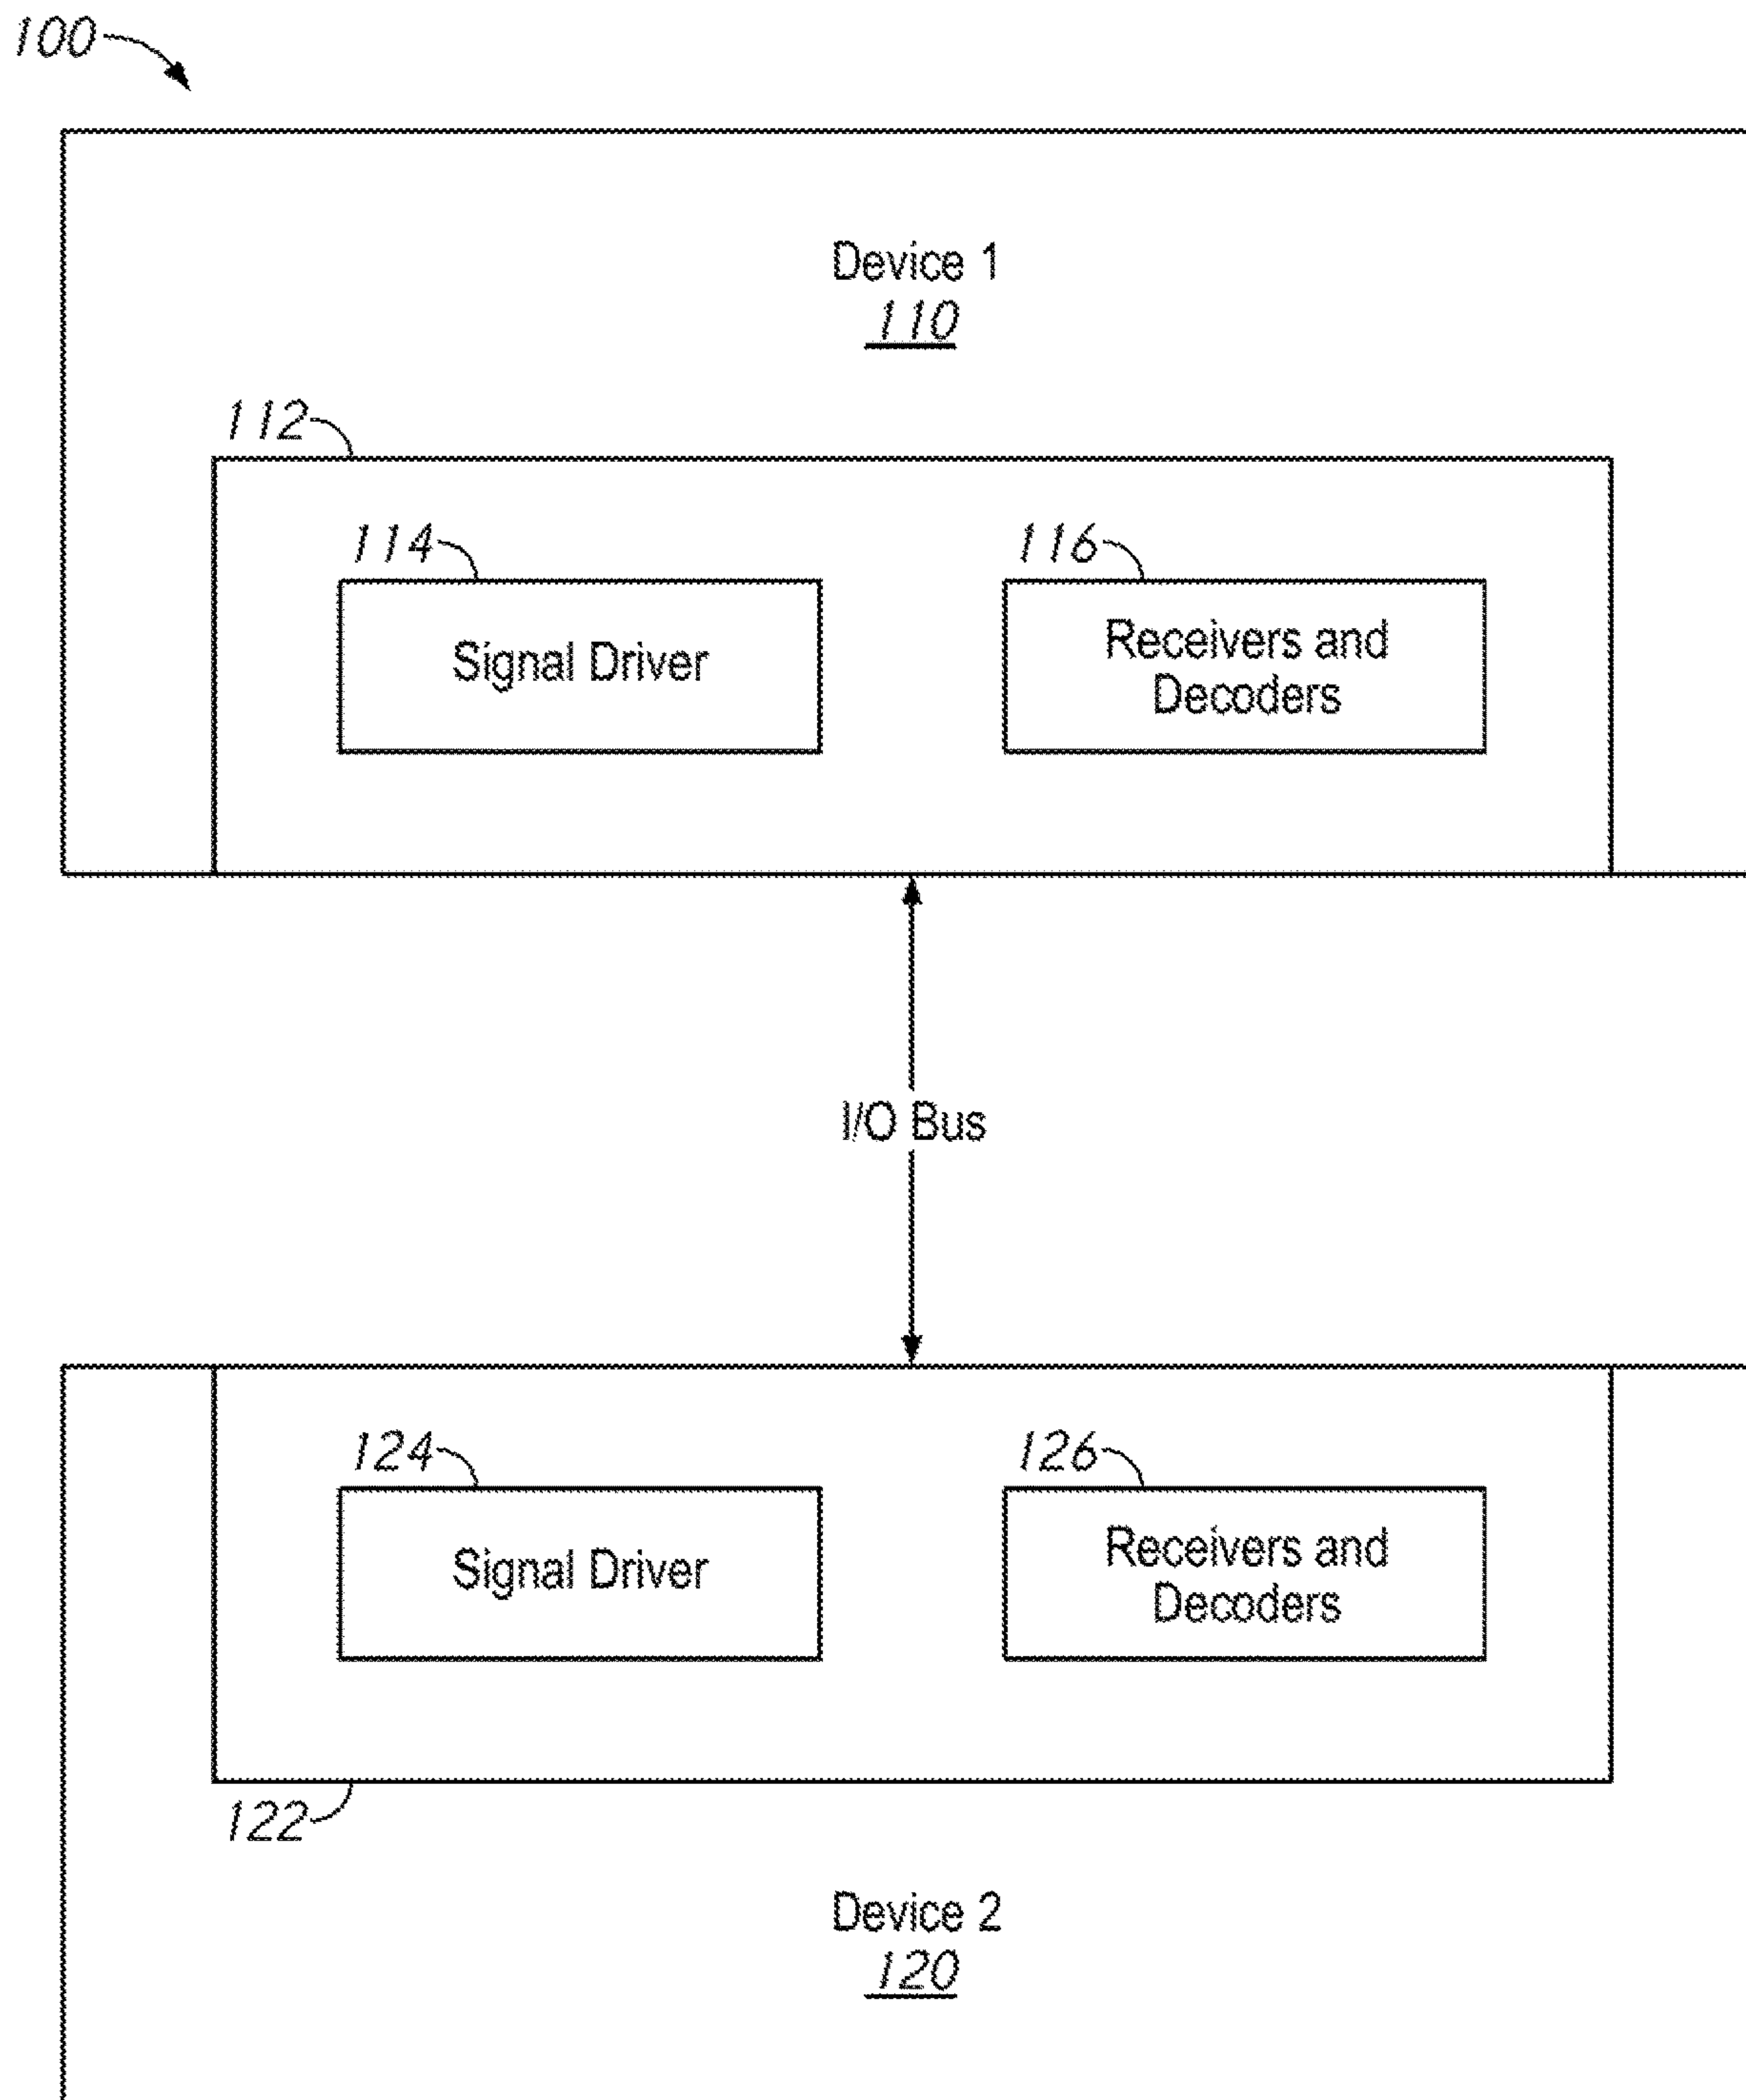 100
Device 1
110
112
114
116
Signal Driver
Receivers and
Decoders
I/O Bus
124
126
Signal Driver
Receivers and
Decoders
122
Device 2
120